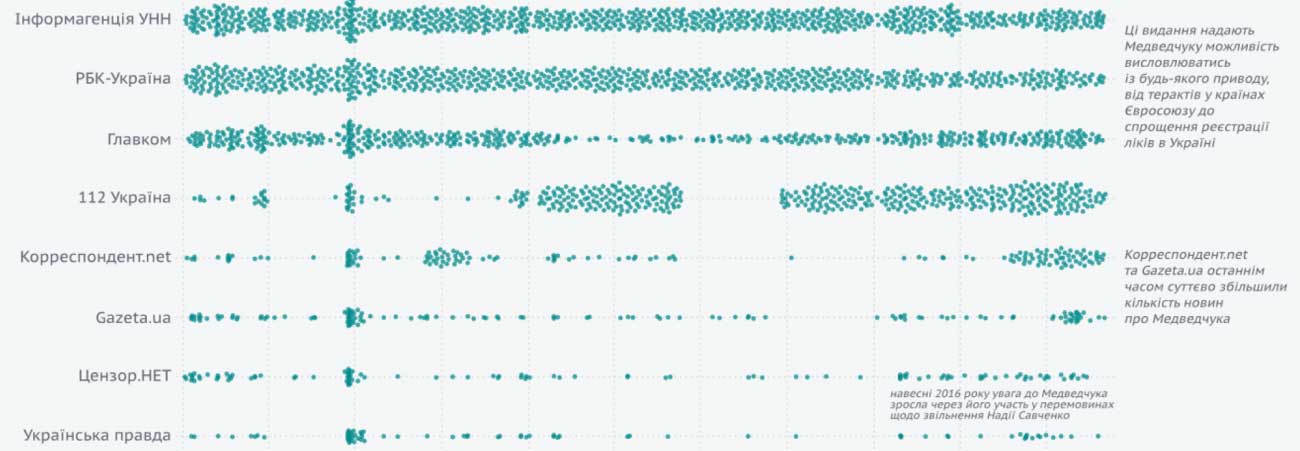 Інформагенція УНН
РБК-Україна
Главком
112 Україна
Корреспондент.net
Gazeta.ua
Цензор.НЕТ
Українська правда
Ці видання надають
Медведчуку можливість
висловлюватись
із будь-якого приводу,
від терактів у країнах
Євросоюзу до
спрощення реєстрації
ліків в Україні
Корреспондент.net
та Gazeta.ua останнім
часом суттєво збільшили
кількість новин
про Медведчука
навесні 2016 року увага до Медведчука
зросла через його участь у перемовинах
щодо звільнення Надії Савченко